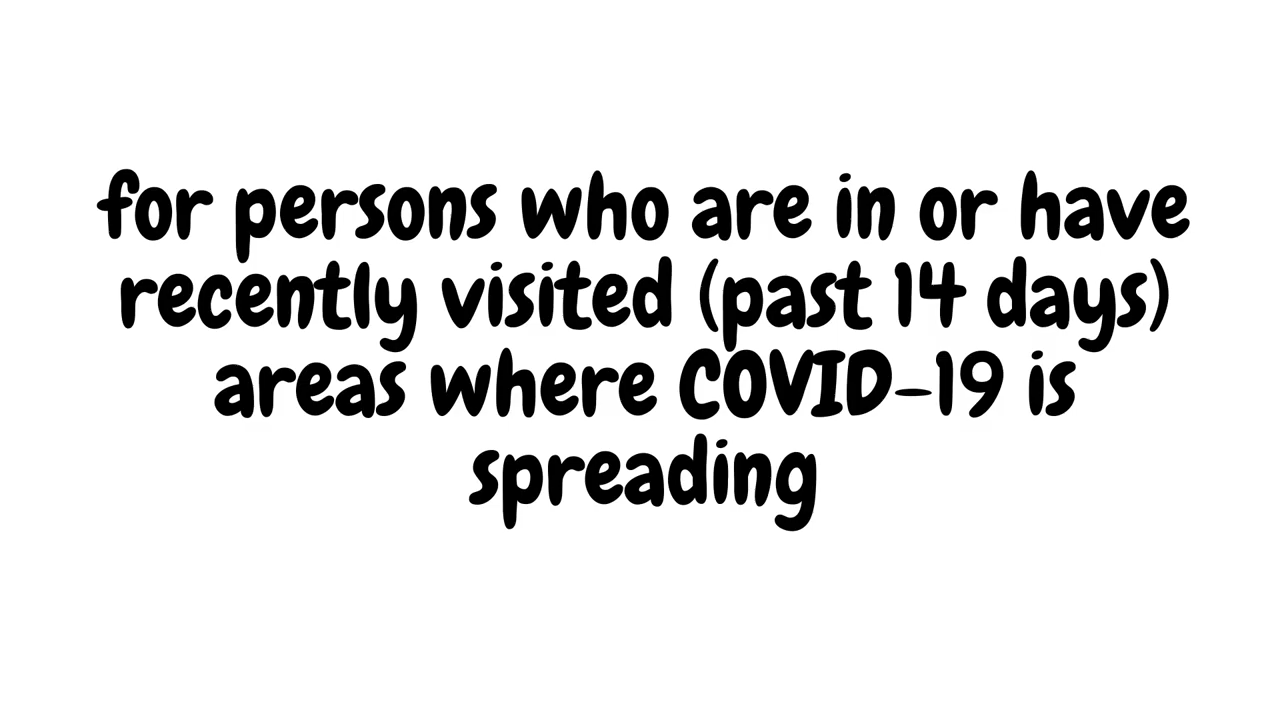 for persons who are in or have
recently visited (past 14 days)
areas where COVID-19 is
spreading